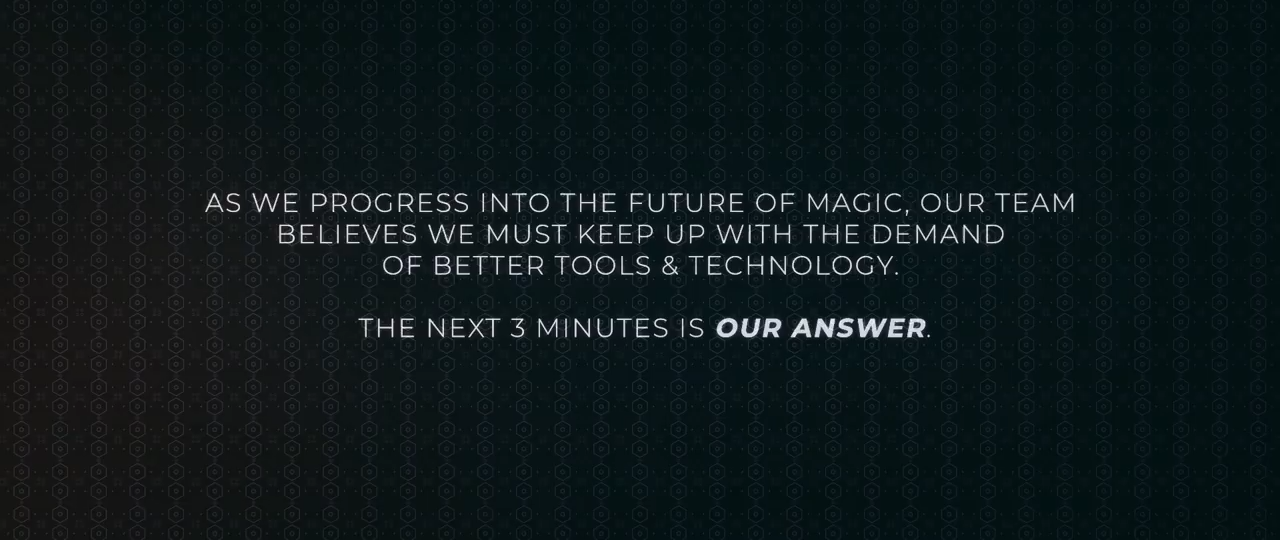 AS WE PROGRESS INTO THE FUTURE OF MAGIC, OUR TEAM
BELIEVES WE MUST KEEP UP WITH THE DEMAND
OF BETTER TOOLS & TECHNOLOGY.
THE NEXT 3 MINUTES IS OUR ANSWER.